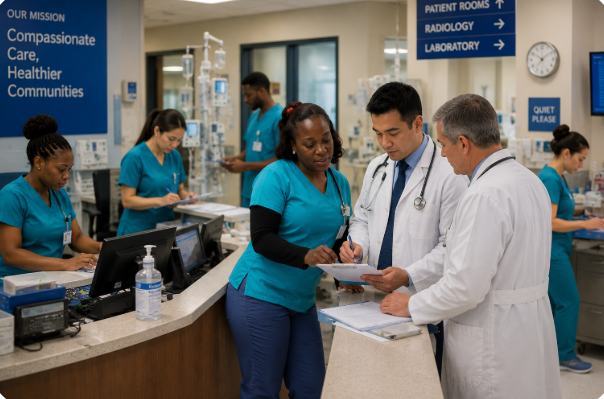 OUR MISSION
Compassionate
Care,
Healthier
Communities
PATIENT ROOMS ↑
RADIOLOGY →
LABORATORY →
QUIET
PLEASE